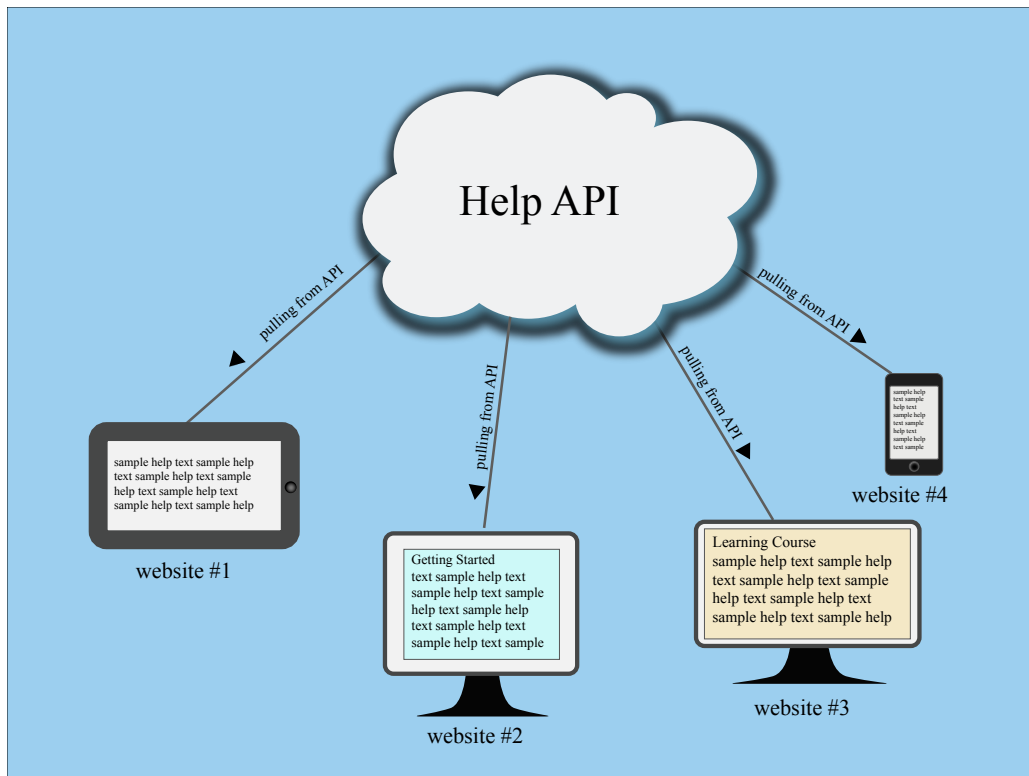 Help API
pulling from API
pulling from API
pulling from API
pulling from API
sample help text sample help
text sample help text sample
help text sample help text
sample help text sample help
website #1
Getting Started
text sample help text
sample help text sample
help text sample help
text sample help text
sample help text sample
website #2
Learning Course
sample help text sample help
text sample help text sample
help text sample help text
sample help text sample help
website #3
sample help
text sample
help text
sample help
text sample
help text
sample help
text sample
website #4